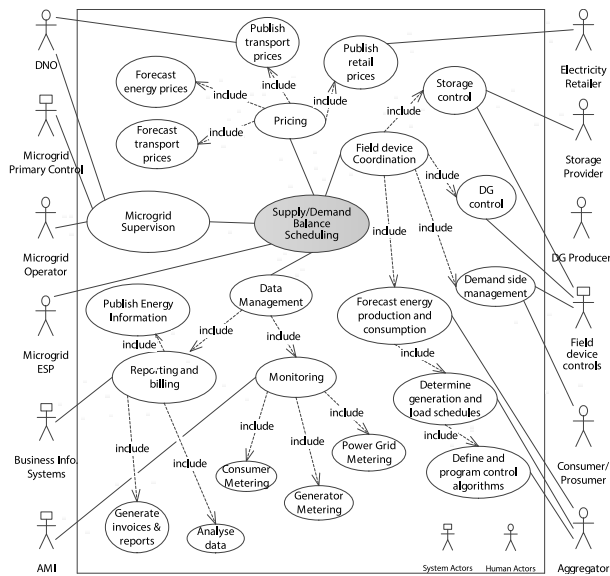 DNO
Publish
transport
prices
Publish
retail
prices
Electricity
Retailer
Forecast
energy prices
include
include
include
include
Storage
control
Microgrid
Primary Control
Forecast
transport
prices
include
Pricing
Field device
Coordination
include
Storage
Provider
Microgrid
Supervison
Supply/Demand
Balance
Scheduling
DG
control
Microgrid
Operator
include
include
DG Producer
Publish Energy
Information
Data
Management
Forecast energy
production and
consumption
Demand side
management
Microgrid
ESP
include
include
include
Field device
controls
Reporting and
billing
Monitoring
include
Determine
generation and
load schedules
Business Info.
Systems
include
include
include
include
include
Power Grid
Metering
include
Define and
program control
algorithms
Consumer/
Prosumer
Consumer
Metering
Generator
Metering
Generate
invoices &
reports
Analyse
data
AMI
System Actors
Human Actors
Aggregator